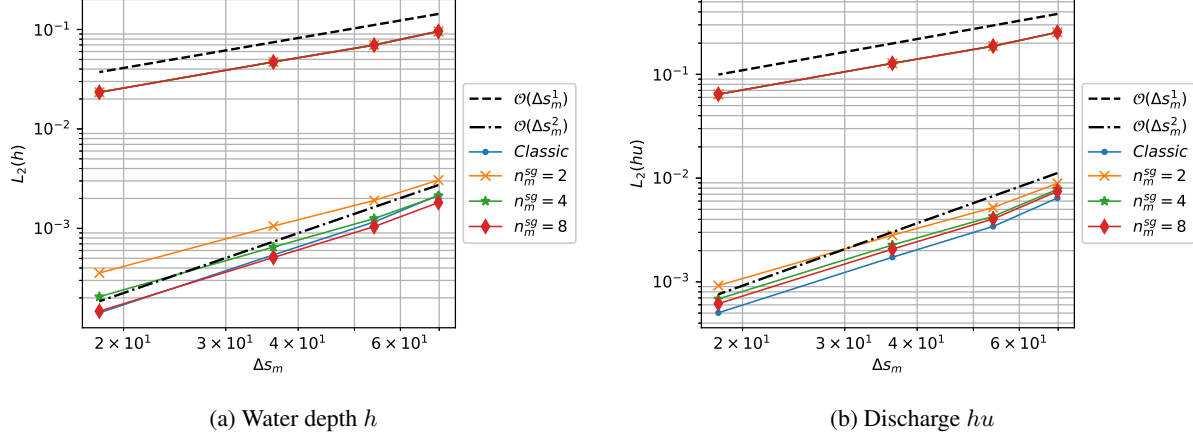 10^{-1}
10^{-2}
10^{-3}
L_2(h)
2 × 10^1
3 × 10^1
4 × 10^1
6 × 10^1
Δs_m
𝒪(Δs_m^1)
𝒪(Δs_m^2)
Classic
n_m^{sg} = 2
n_m^{sg} = 4
n_m^{sg} = 8
(a) Water depth h
10^{-1}
10^{-2}
10^{-3}
L_2(hu)
2 × 10^1
3 × 10^1
4 × 10^1
6 × 10^1
Δs_m
𝒪(Δs_m^1)
𝒪(Δs_m^2)
Classic
n_m^{sg} = 2
n_m^{sg} = 4
n_m^{sg} = 8
(b) Discharge hu